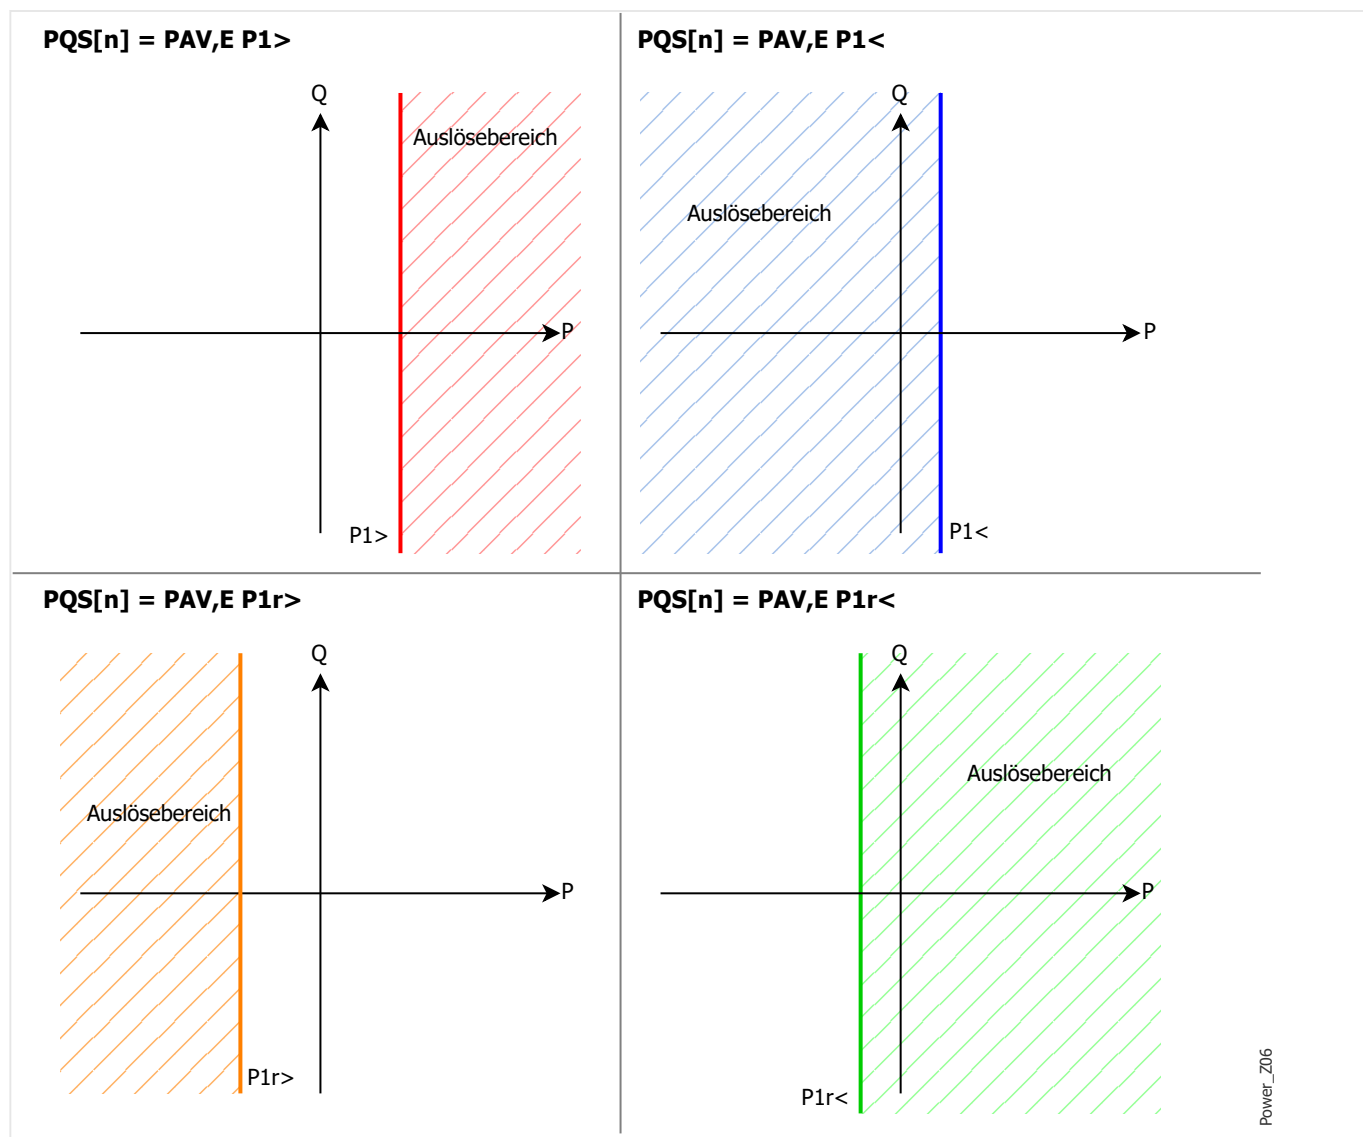 PQS[n] = PAV,E P1>
Q
Auslösebereich
P
P1>
PQS[n] = PAV,E P1<
Q
Auslösebereich
P
P1<
PQS[n] = PAV,E P1r>
Q
Auslösebereich
P
P1r>
PQS[n] = PAV,E P1r<
Q
Auslösebereich
P
P1r<
Power_Z06